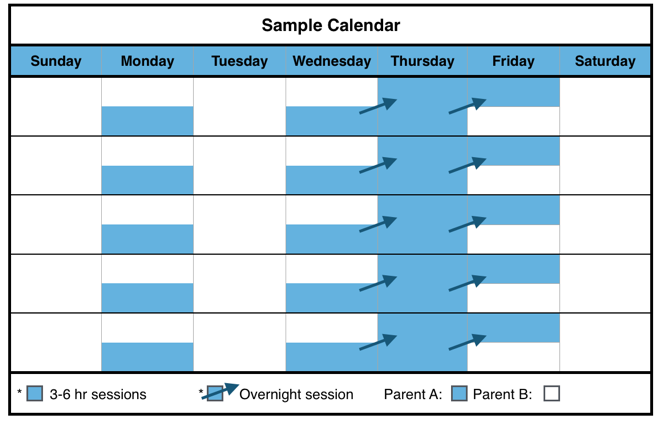 Sample Calendar
Sunday Monday Tuesday Wednesday Thursday Friday Saturday
* 3-6 hr sessions * Overnight session Parent A: Parent B: